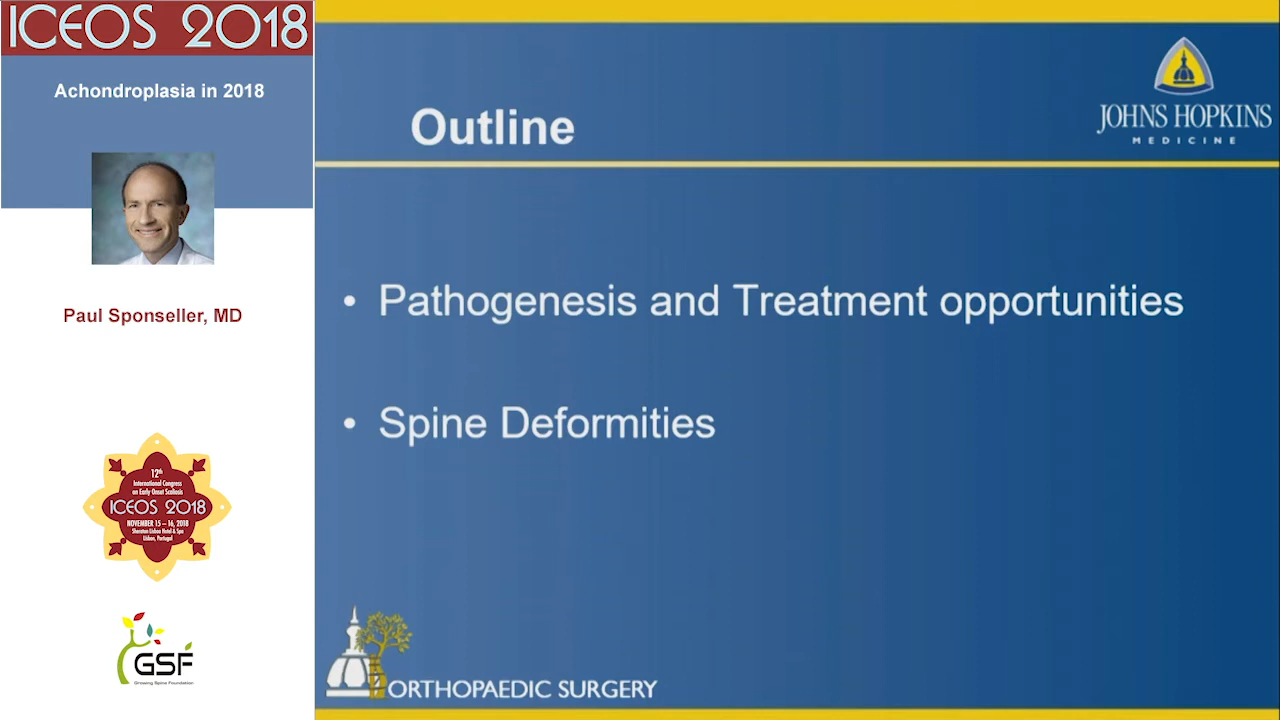 ICEOS 2018
Achondroplasia in 2018
Paul Sponseller, MD
12th
International Congress
on Early Onset Scoliosis
ICEOS 2018
NOVEMBER 15 – 16, 2018
Sheraton Lisboa Hotel & Spa
Lisbon, Portugal
GSF
Growing Spine Foundation
Outline
JOHNS HOPKINS
MEDICINE
• Pathogenesis and Treatment opportunities
• Spine Deformities
ORTHOPAEDIC SURGERY